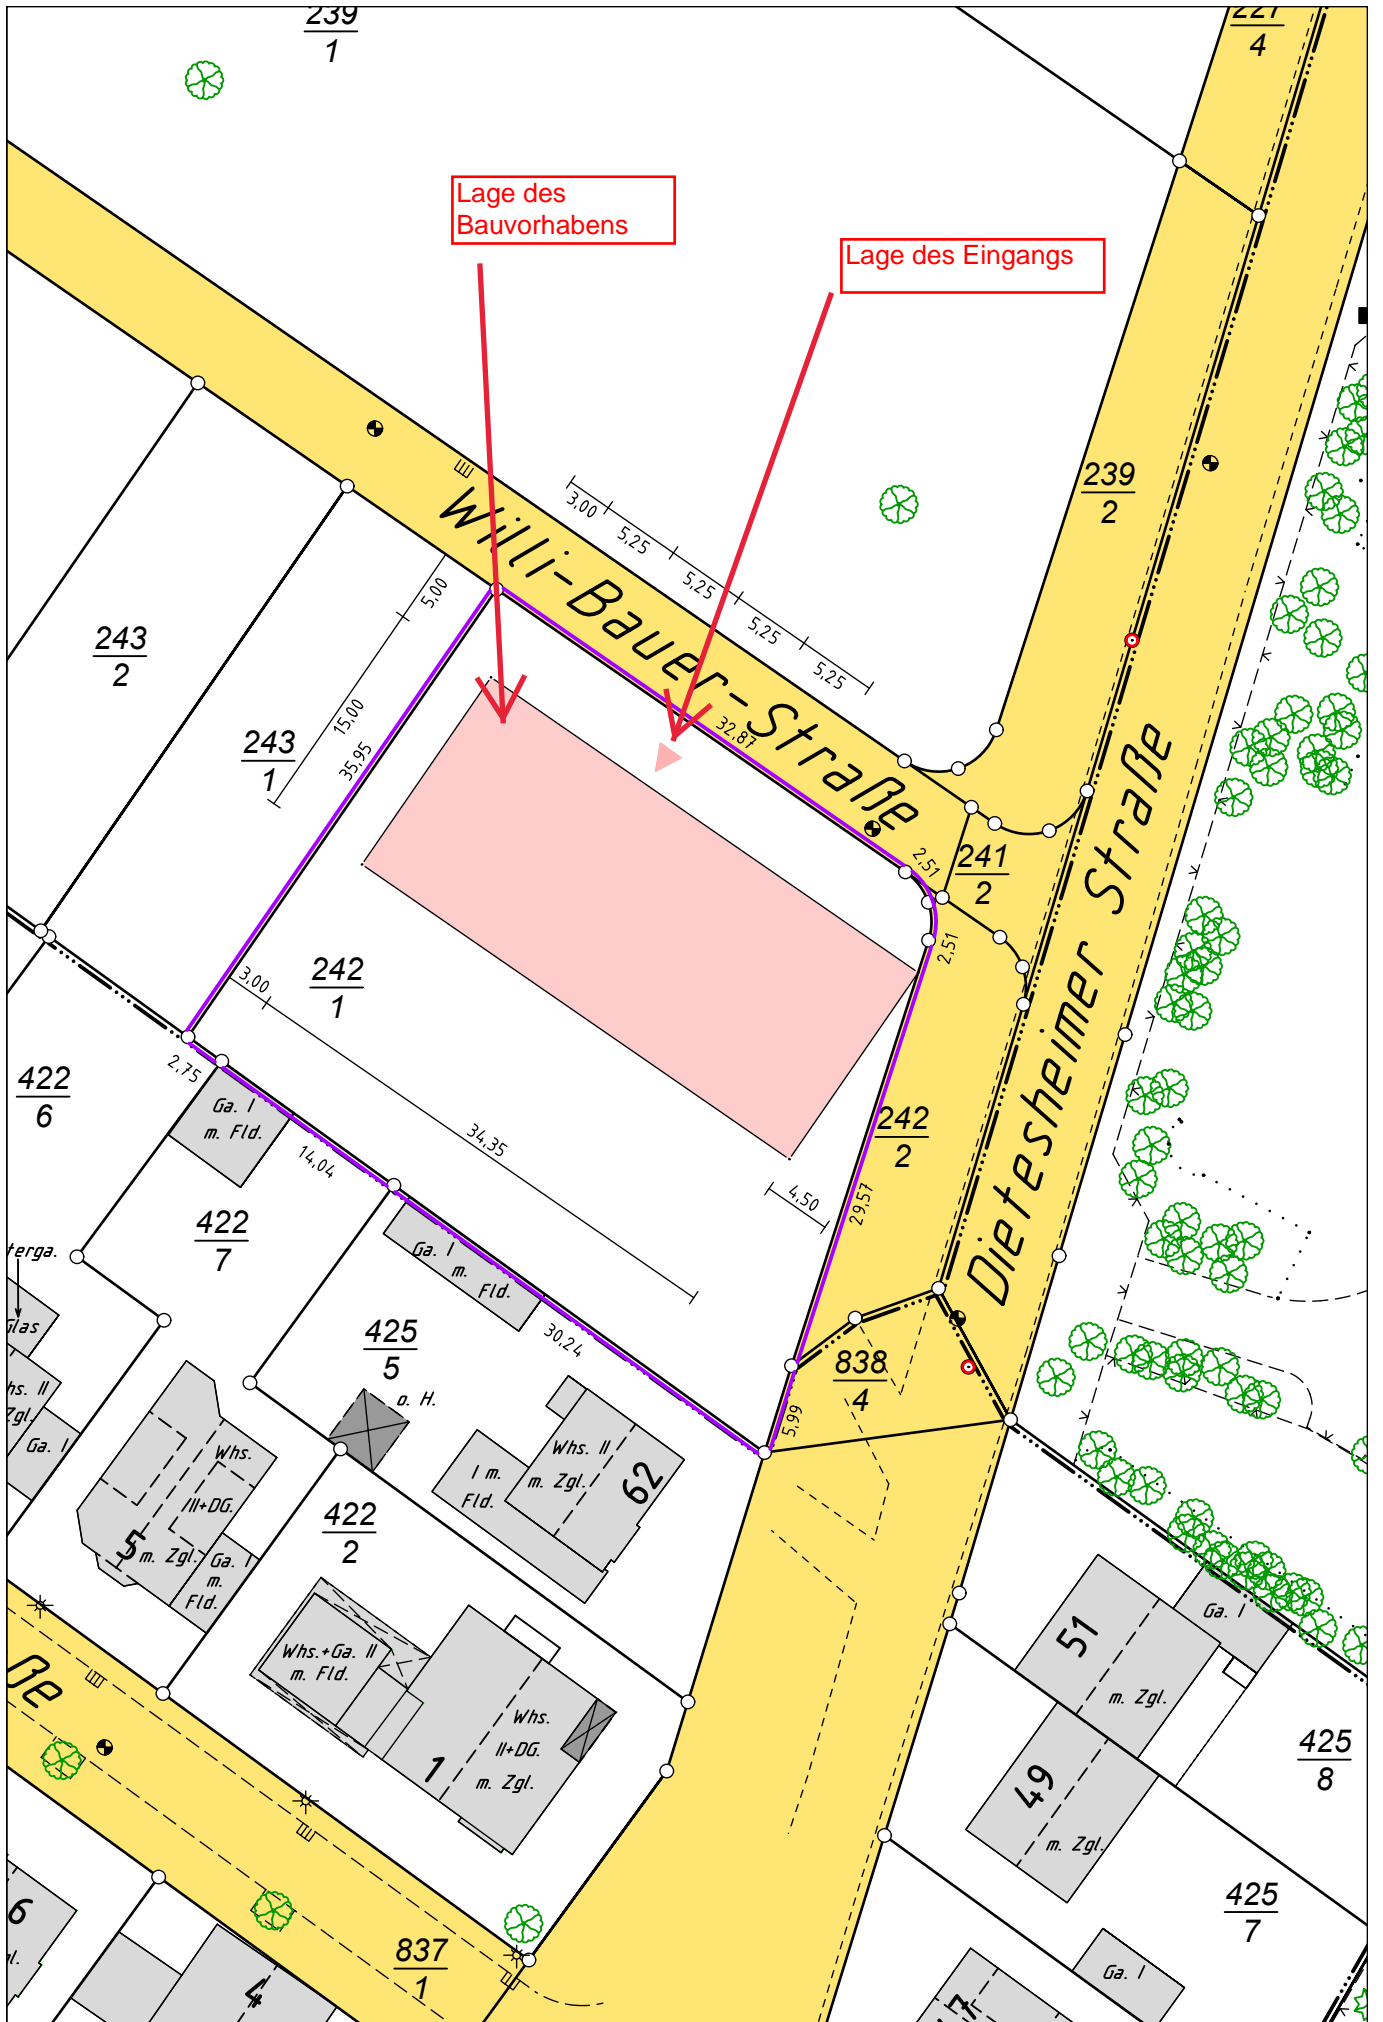 239
1
227
4
Lage des
Bauvorhabens
Lage des Eingangs
Willi-Bauer-Straße
3,00
5,25
5,25
5,25
5,25
239
2
243
2
5,00
15,00
35,95
243
1
32,87
2,51
241
2
2,51
Dietesheimer Straße
242
1
3,00
34,35
2,75
422
6
Ga. I
m. Fld.
14,04
242
2
4,50
29,57
422
7
Ga. I
m. Fld.
30,24
terga.
Glas
425
5
o. H.
838
4
5,99
hs. II
Zgl.
Ga. I
Whs.
II+DG.
5
m. Zgl.
Ga. I
m.
Fld.
Whs. II
m. Zgl.
62
I m.
Fld.
422
2
Whs.+Ga. II
m. Fld.
Whs.
II+DG.
m. Zgl.
1
ße
51
m. Zgl.
Ga. I
49
m. Zgl.
425
8
425
7
Ga. I
6
4
837
1